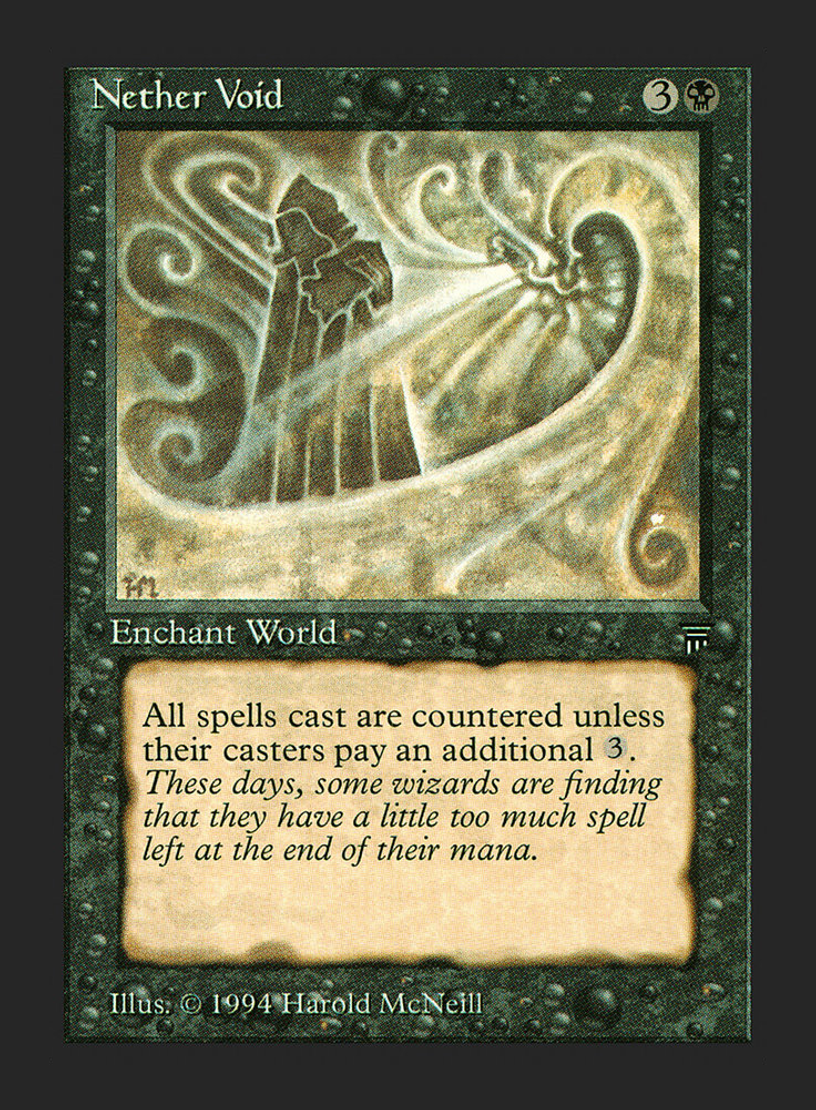 Nether Void 3
HM
Enchant World
All spells cast are countered unless
their casters pay an additional 3.
These days, some wizards are finding
that they have a little too much spell
left at the end of their mana.
Illus. © 1994 Harold McNeill